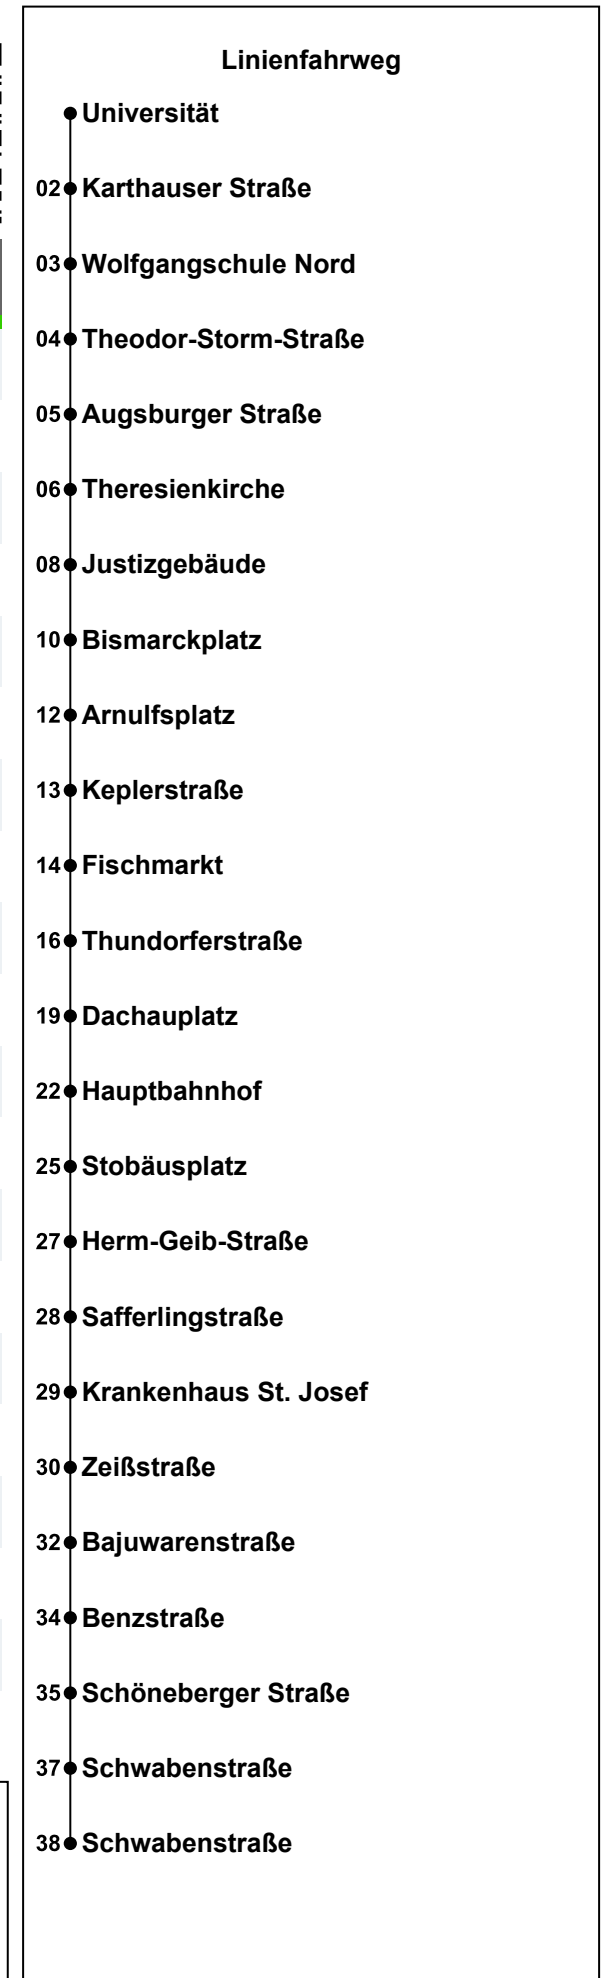 Linienfahrweg
Universität
02 Karthauser Straße
03 Wolfgangschule Nord
04 Theodor-Storm-Straße
05 Augsburger Straße
06 Theresienkirche
08 Justizgebäude
10 Bismarckplatz
12 Arnulfsplatz
13 Keplerstraße
14 Fischmarkt
16 Thundorferstraße
19 Dachauplatz
22 Hauptbahnhof
25 Stobäusplatz
27 Herm-Geib-Straße
28 Safferlingstraße
29 Krankenhaus St. Josef
30 Zeißstraße
32 Bajuwarenstraße
34 Benzstraße
35 Schöneberger Straße
37 Schwabenstraße
38 Schwabenstraße